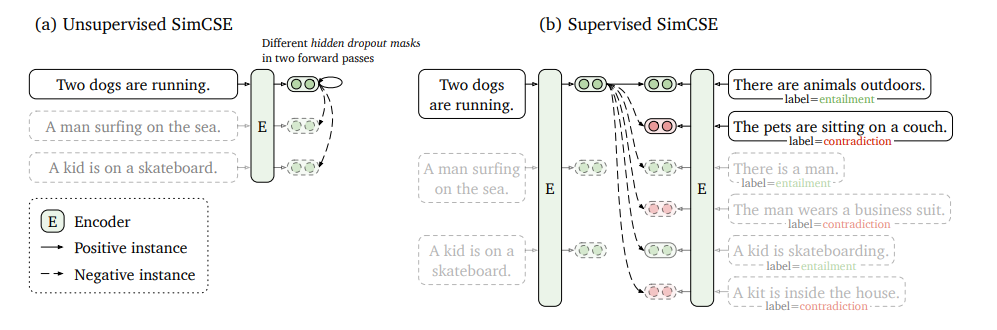 (a) Unsupervised SimCSE
Different hidden dropout masks
in two forward passes
Two dogs are running.
A man surfing on the sea.
A kid is on a skateboard.
E
E Encoder
Positive instance
Negative instance
(b) Supervised SimCSE
Two dogs
are running.
A man surfing
on the sea.
A kid is on a
skateboard.
E
E
There are animals outdoors.
label=entailment
The pets are sitting on a couch.
label=contradiction
There is a man.
label=entailment
The man wears a business suit.
label=contradiction
A kid is skateboarding.
label=entailment
A kit is inside the house.
label=contradiction